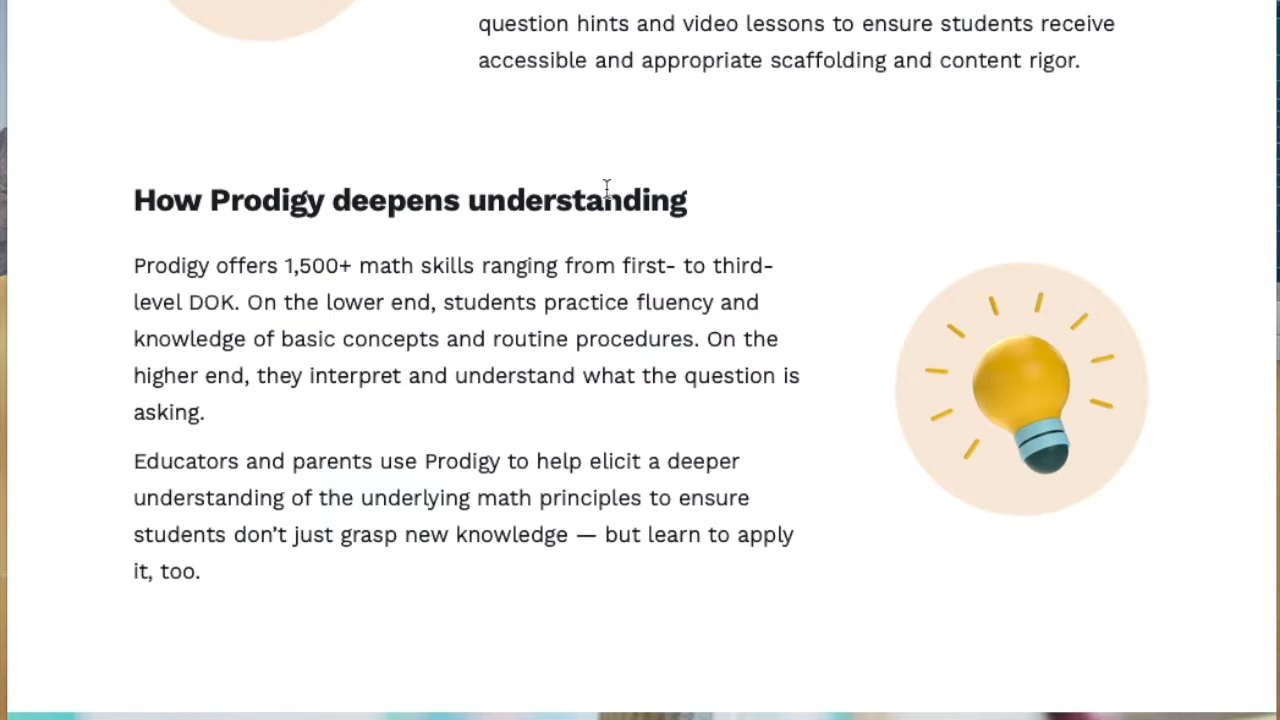 question hints and video lessons to ensure students receive
accessible and appropriate scaffolding and content rigor.
How Prodigy deepens understanding
Prodigy offers 1,500+ math skills ranging from first- to third-
level DOK. On the lower end, students practice fluency and
knowledge of basic concepts and routine procedures. On the
higher end, they interpret and understand what the question is
asking.
Educators and parents use Prodigy to help elicit a deeper
understanding of the underlying math principles to ensure
students don’t just grasp new knowledge — but learn to apply
it, too.